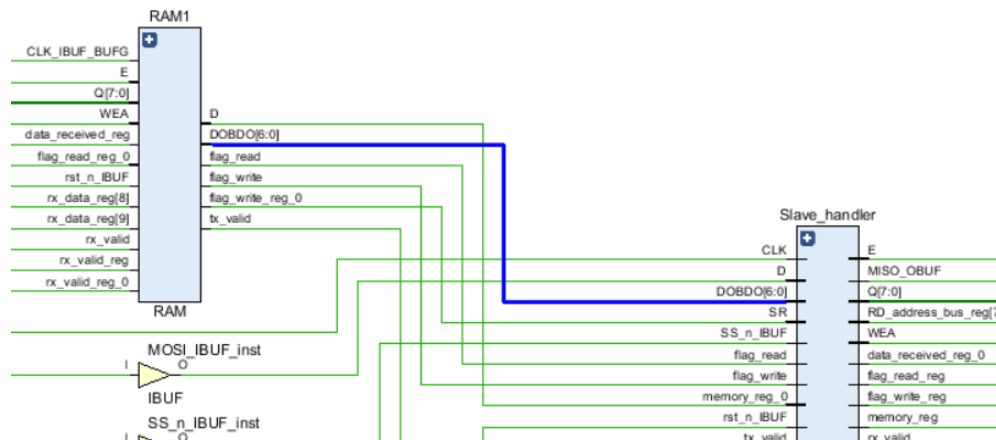 RAM1
CLK_IBUF_BUFG
E
Q[7:0]
WEA
data_received_reg
flag_read_reg_0
rst_n_IBUF
rx_data_reg[8]
rx_data_reg[9]
rx_valid
rx_valid_reg
rx_valid_reg_0
D
DOBDO[6:0]
flag_read
flag_write
flag_write_reg_0
tx_valid
RAM
MOSI_IBUF_inst
I
O
IBUF
SS_n_IBUF_inst
I
O
Slave_handler
CLK
D
DOBDO[6:0]
SR
SS_n_IBUF
flag_read
flag_write
memory_reg_0
rst_n_IBUF
tx_valid
E
MISO_OBUF
Q[7:0]
RD_address_bus_reg[7
WEA
data_received_reg_0
flag_read_reg
flag_write_reg
memory_reg
rx_valid